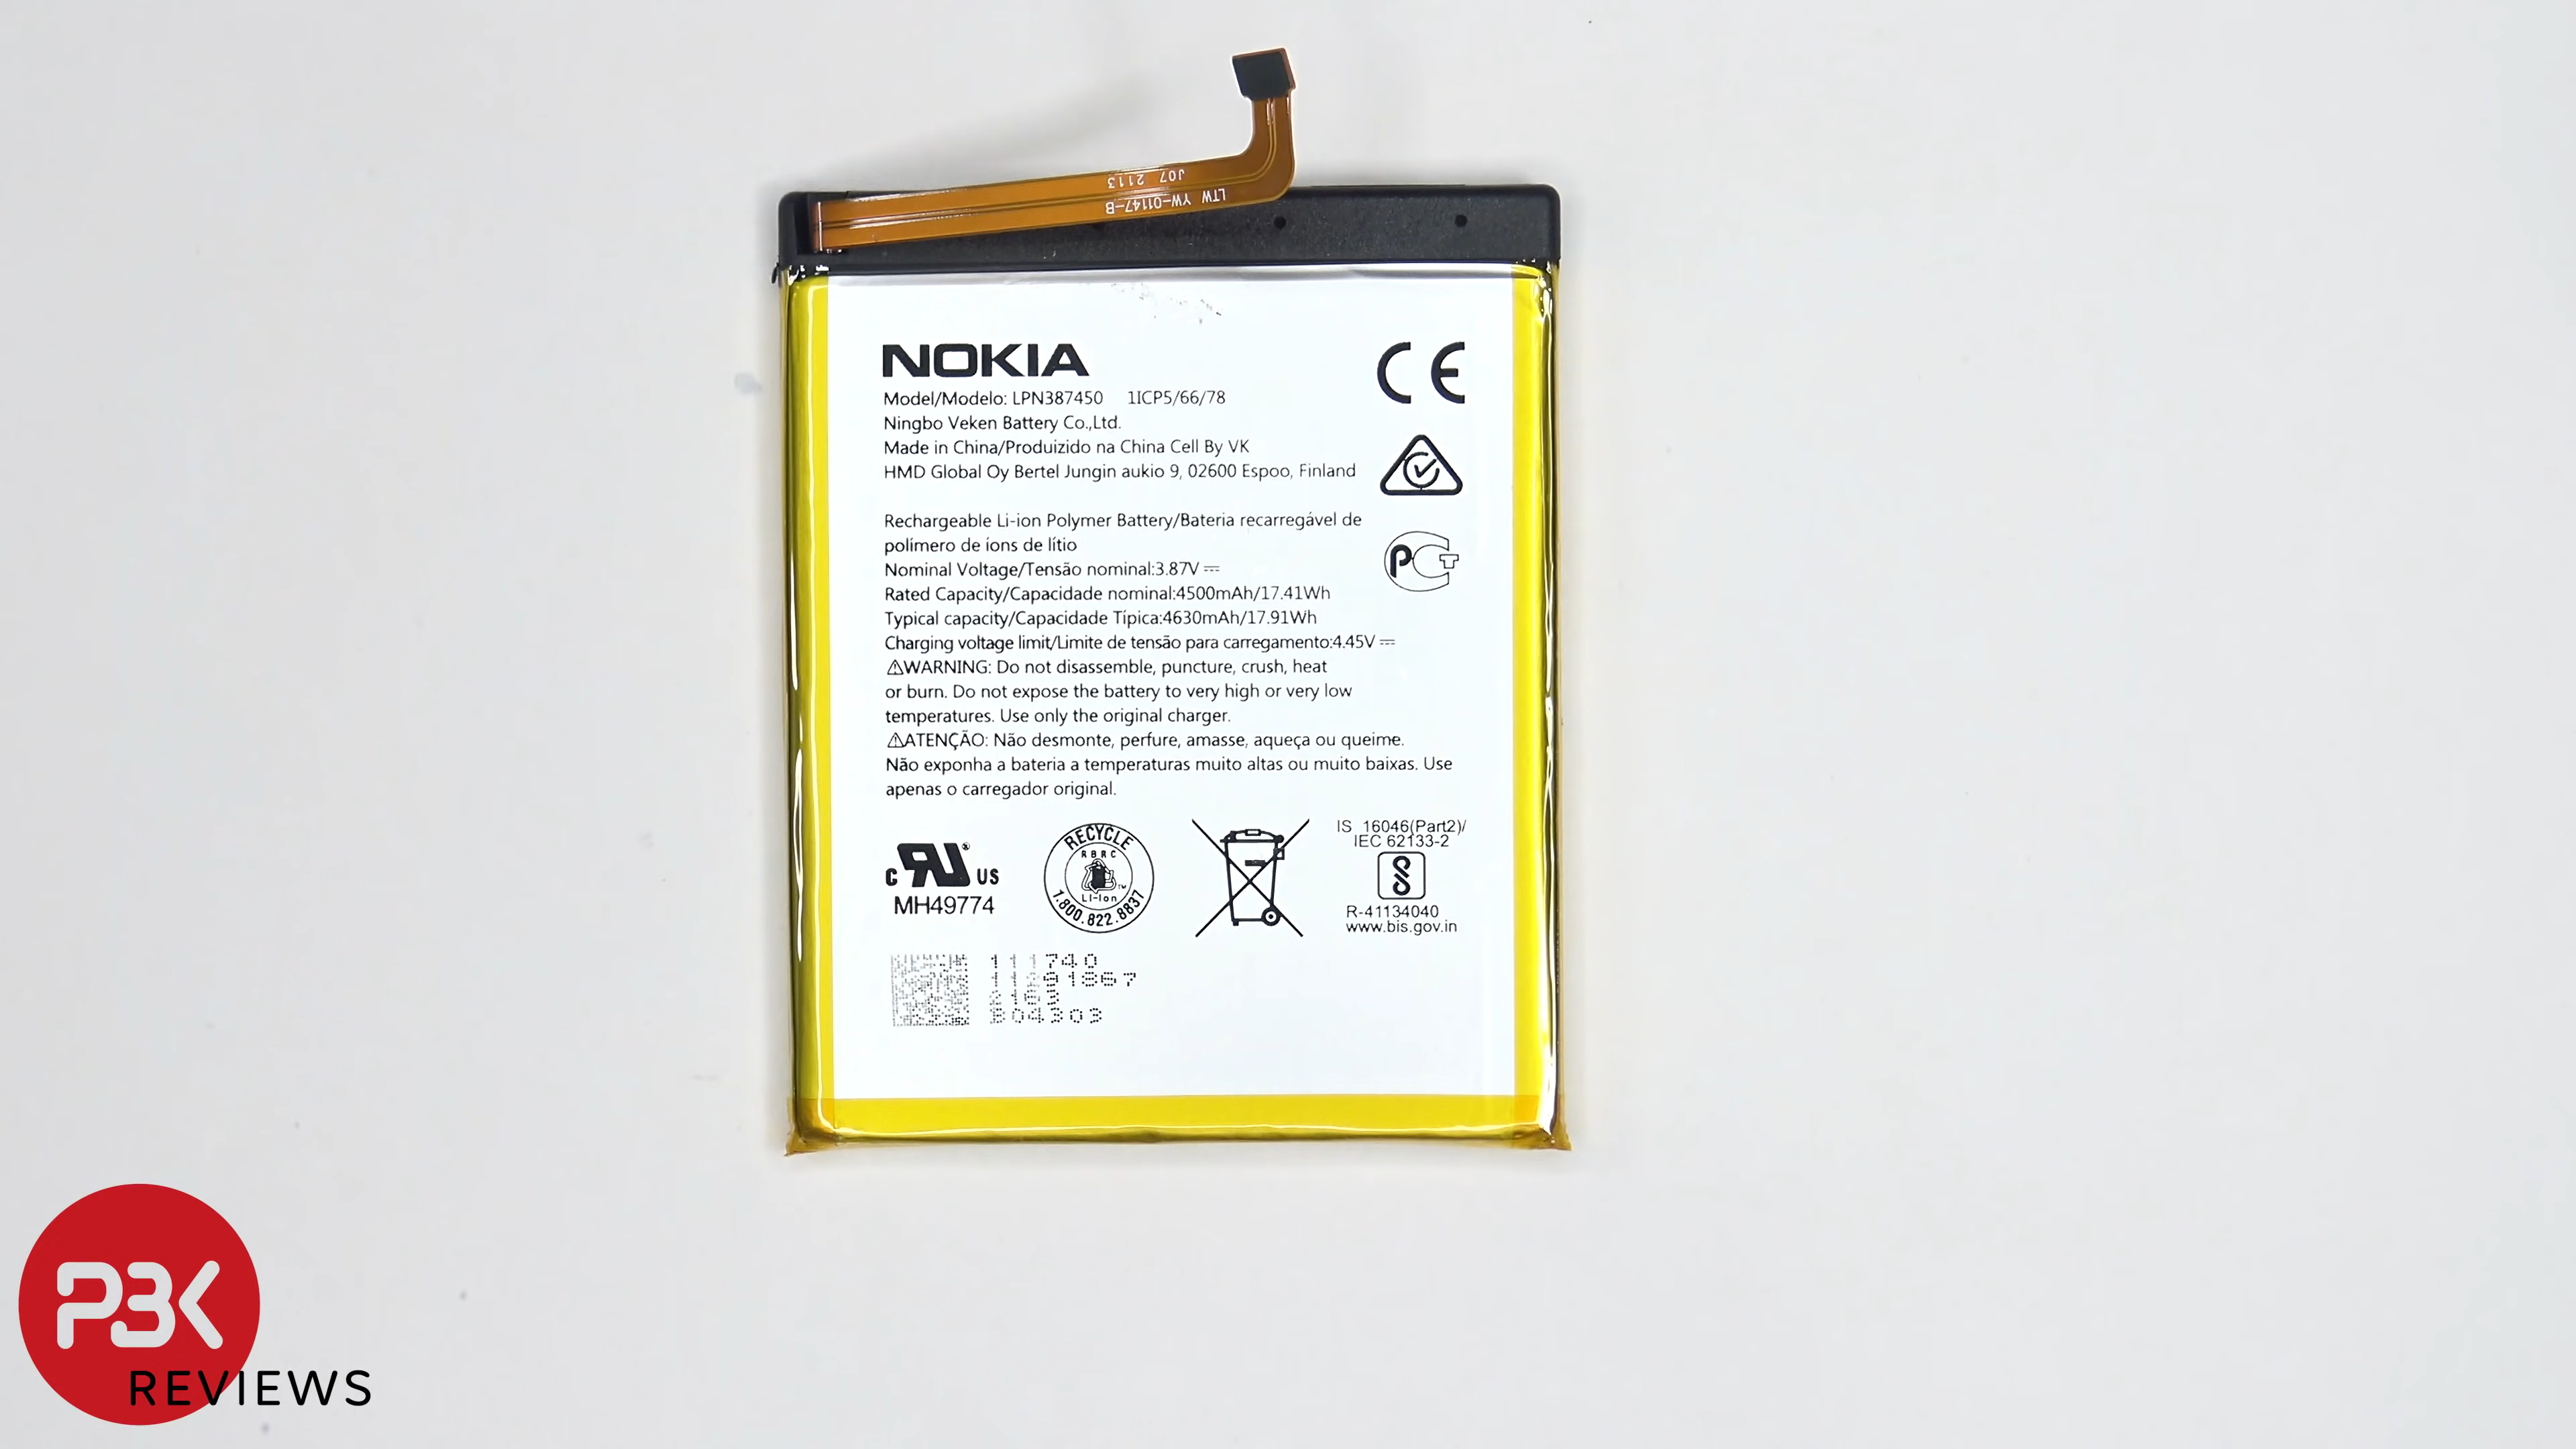 J07 2113
LTW YW-01147-B
NOKIA
CE
Model/Modelo: LPN387450 1ICP5/66/78
Ningbo Veken Battery Co.,Ltd.
Made in China/Produizido na China Cell By VK
HMD Global Oy Bertel Jungin aukio 9, 02600 Espoo, Finland
Rechargeable Li-ion Polymer Battery/Bateria recarregável de
polímero de íons de lítio
PCT
Nominal Voltage/Tensão nominal:3.87V⎓
Rated Capacity/Capacidade nominal:4500mAh/17.41Wh
Typical capacity/Capacidade Típica:4630mAh/17.91Wh
Charging voltage limit/Limite de tensão para carregamento:4.45V⎓
⚠WARNING: Do not disassemble, puncture, crush, heat
or burn. Do not expose the battery to very high or very low
temperatures. Use only the original charger.
⚠ATENÇÃO: Não desmonte, perfure, amasse, aqueça ou queime.
Não exponha a bateria a temperaturas muito altas ou muito baixas. Use
apenas o carregador original.
C RU® US
MH49774
RECYCLE
RBRC
Li-Ion
TM
1.800.822.8837
IS 16046(Part2)/
IEC 62133-2
R-41134040
www.bis.gov.in
111740
B04303
P3K
REVIEWS